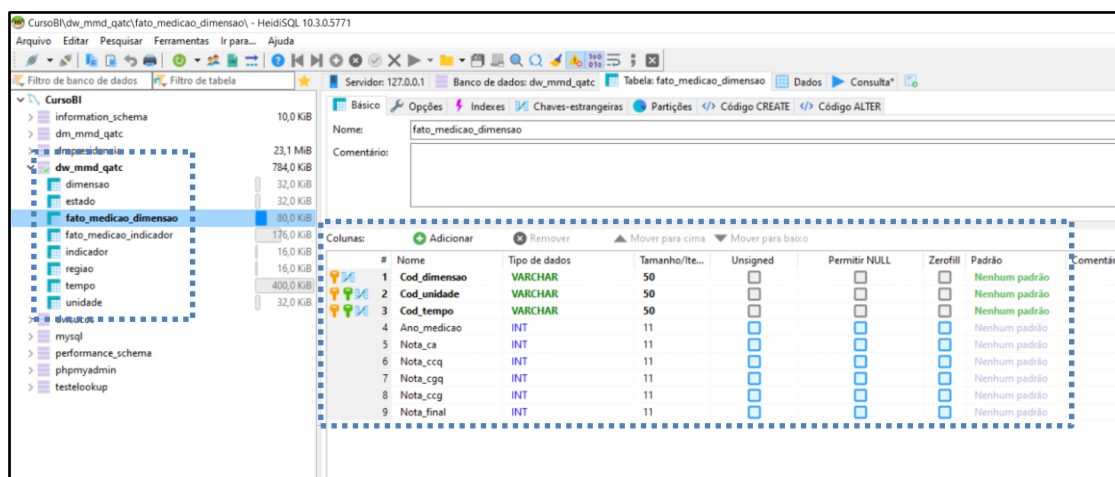 CursoBI\dw_mmd_qatc\fato_medicao_dimensao\ - HeidiSQL 10.3.0.5771
Arquivo Editar Pesquisar Ferramentas Ir para... Ajuda
Filtro de banco de dados Filtro de tabela
Servidor: 127.0.0.1 Banco de dados: dw_mmd_qatc Tabela: fato_medicao_dimensao Dados Consulta*
Básico Opções Indexes Chaves-estrangeiras Partições Código CREATE Código ALTER
Nome: fato_medicao_dimensao
Comentário:
CursoBI
information_schema 10,0 KiB
dm_mmd_qatc
23,1 MiB
dw_mmd_qatc 784,0 KiB
dimensao 32,0 KiB
estado 32,0 KiB
fato_medicao_dimensao 80,0 KiB
fato_medicao_indicador 176,0 KiB
indicador 16,0 KiB
regiao 16,0 KiB
tempo 400,0 KiB
unidade 32,0 KiB
mysql
performance_schema
phpmyadmin
testelookup
Colunas: Adicionar Remover Mover para cima Mover para baixo
# Nome Tipo de dados Tamanho/Ite... Unsigned Permitir NULL Zerofill Padrão Comentár
1 Cod_dimensao VARCHAR 50 Nenhum padrão
2 Cod_unidade VARCHAR 50 Nenhum padrão
3 Cod_tempo VARCHAR 50 Nenhum padrão
4 Ano_medicao INT 11 Nenhum padrão
5 Nota_ca INT 11 Nenhum padrão
6 Nota_ccq INT 11 Nenhum padrão
7 Nota_cgq INT 11 Nenhum padrão
8 Nota_ccg INT 11 Nenhum padrão
9 Nota_final INT 11 Nenhum padrão